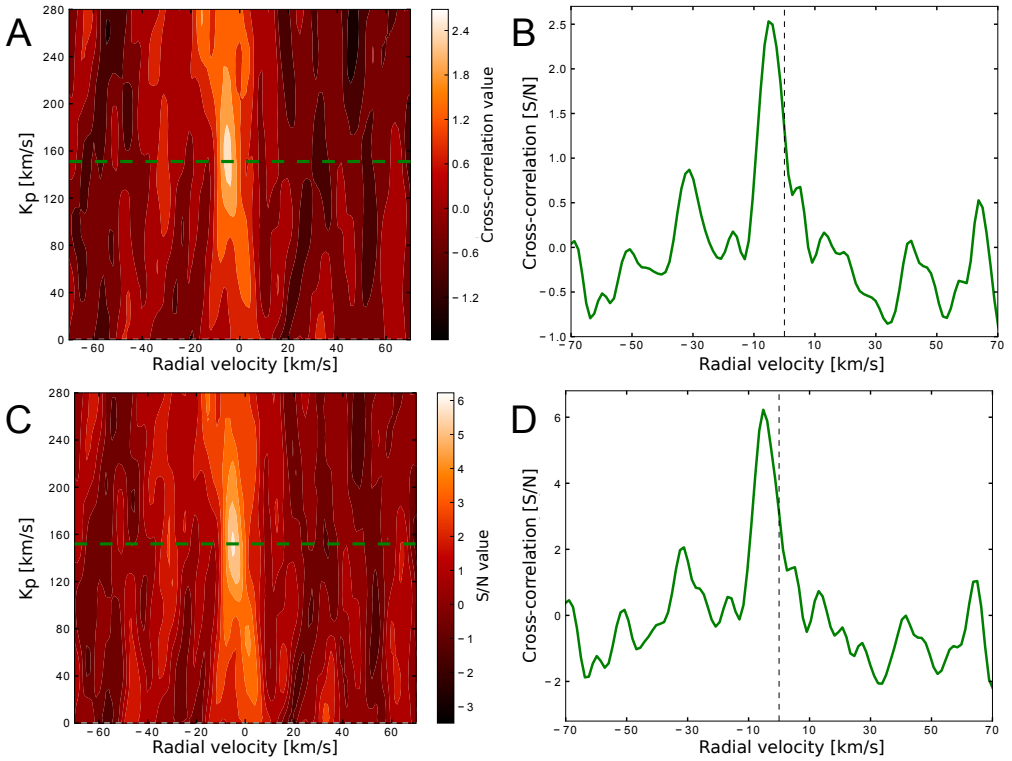 A
280
240
200
160
120
80
40
0
Kp [km/s]
−60 −40 −20 0 20 40 60
Radial velocity [km/s]
2.4
1.8
1.2
0.6
0.0
−0.6
−1.2
Cross-correlation value
B
2.5
2.0
1.5
1.0
0.5
0.0
−0.5
−1.0
Cross-correlation [S/N]
−70 −50 −30 −10 10 30 50 70
Radial velocity [km/s]
C
280
240
200
160
120
80
40
0
Kp [km/s]
−60 −40 −20 0 20 40 60
Radial velocity [km/s]
6
5
4
3
2
1
0
−1
−2
−3
S/N value
D
6
4
2
0
−2
Cross-correlation [S/N]
−70 −50 −30 −10 10 30 50 70
Radial velocity [km/s]